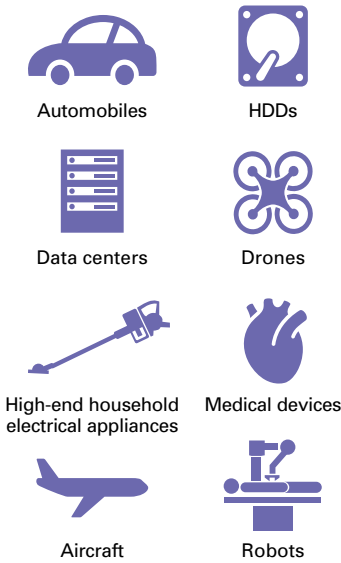 Automobiles
HDDs
Data centers
Drones
High-end household
electrical appliances
Medical devices
Aircraft
Robots